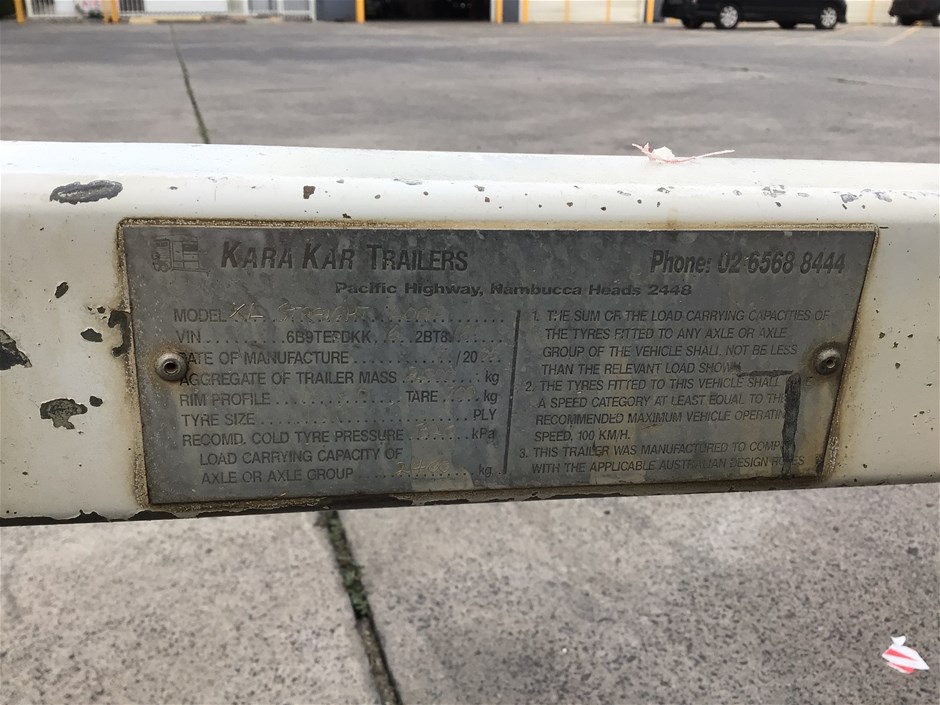 KARA KAR TRAILERS
Phone: 02 6568 8444
Pacific Highway, Nambucca Heads 2448
MODEL
VIN 6B9TEFDKK 2BT8
DATE OF MANUFACTURE /20
AGGREGATE OF TRAILER MASS kg
RIM PROFILE TARE kg
TYRE SIZE PLY
RECOMD. COLD TYRE PRESSURE kPa
LOAD CARRYING CAPACITY OF
AXLE OR AXLE GROUP kg
1. THE SUM OF THE LOAD CARRYING CAPACITIES OF
THE TYRES FITTED TO ANY AXLE OR AXLE
GROUP OF THE VEHICLE SHALL NOT BE LESS
THAN THE RELEVANT LOAD SHOWN
2. THE TYRES FITTED TO THIS VEHICLE SHALL
A SPEED CATEGORY AT LEAST EQUAL TO THE
RECOMMENDED MAXIMUM VEHICLE OPERATING
SPEED. 100 KM/H.
3. THIS TRAILER WAS MANUFACTURED TO COMPLY
WITH THE APPLICABLE AUSTRALIAN DESIGN RULES